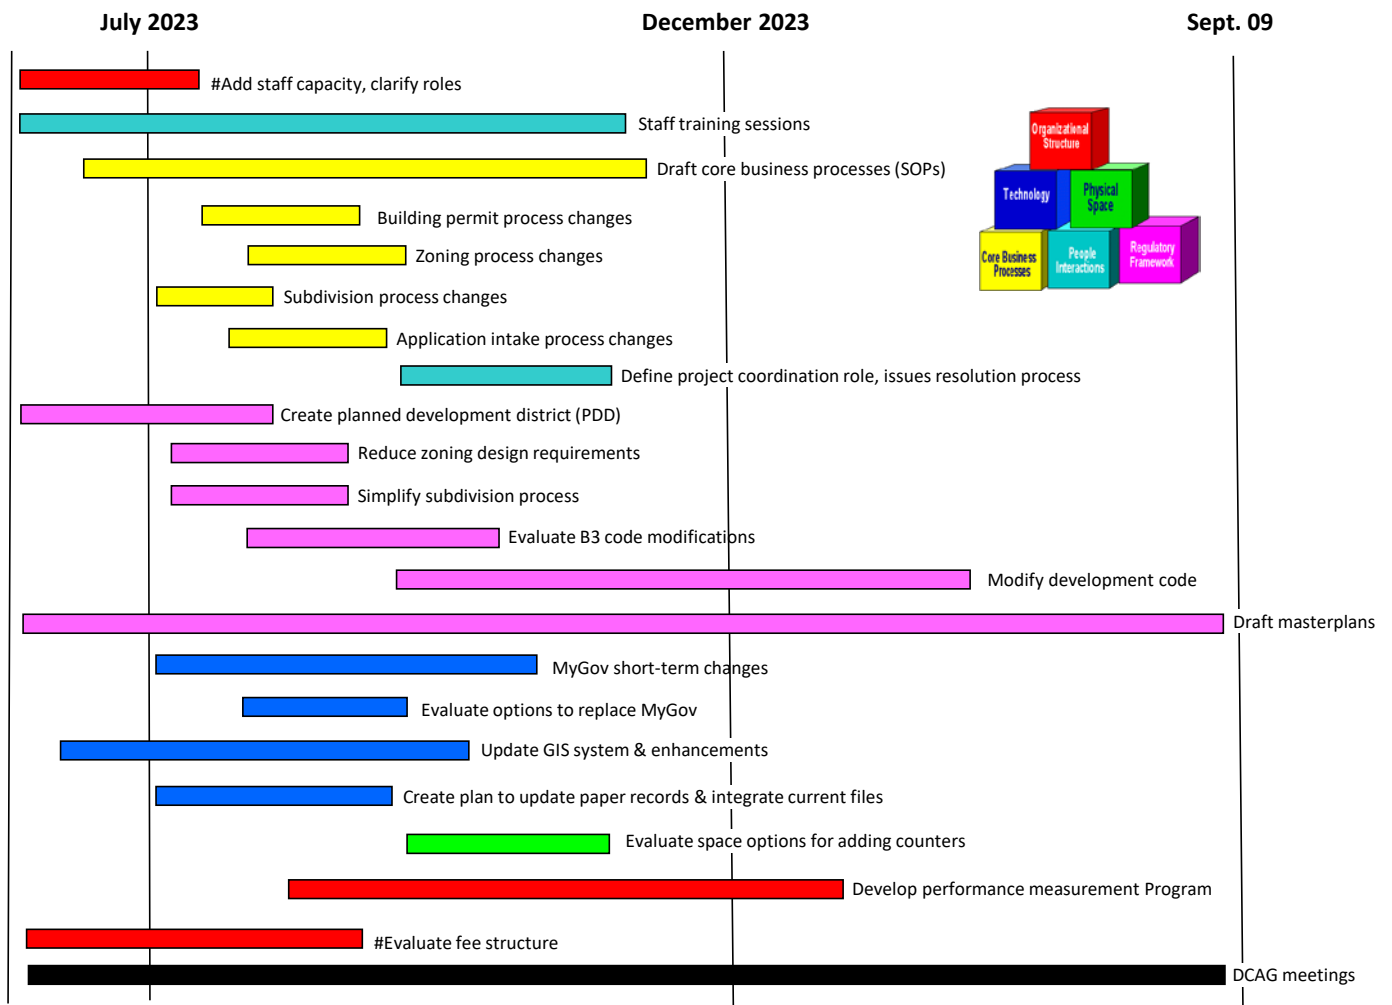 July 2023
December 2023
Sept. 09
#Add staff capacity, clarify roles
Staff training sessions
Draft core business processes (SOPs)
Building permit process changes
Zoning process changes
Subdivision process changes
Application intake process changes
Define project coordination role, issues resolution process
Create planned development district (PDD)
Reduce zoning design requirements
Simplify subdivision process
Evaluate B3 code modifications
Modify development code
Draft masterplans
MyGov short-term changes
Evaluate options to replace MyGov
Update GIS system & enhancements
Create plan to update paper records & integrate current files
Evaluate space options for adding counters
Develop performance measurement Program
#Evaluate fee structure
DCAG meetings
Organizational
Structure
Technology
Physical
Space
Core Business
Processes
People
Interactions
Regulatory
Framework